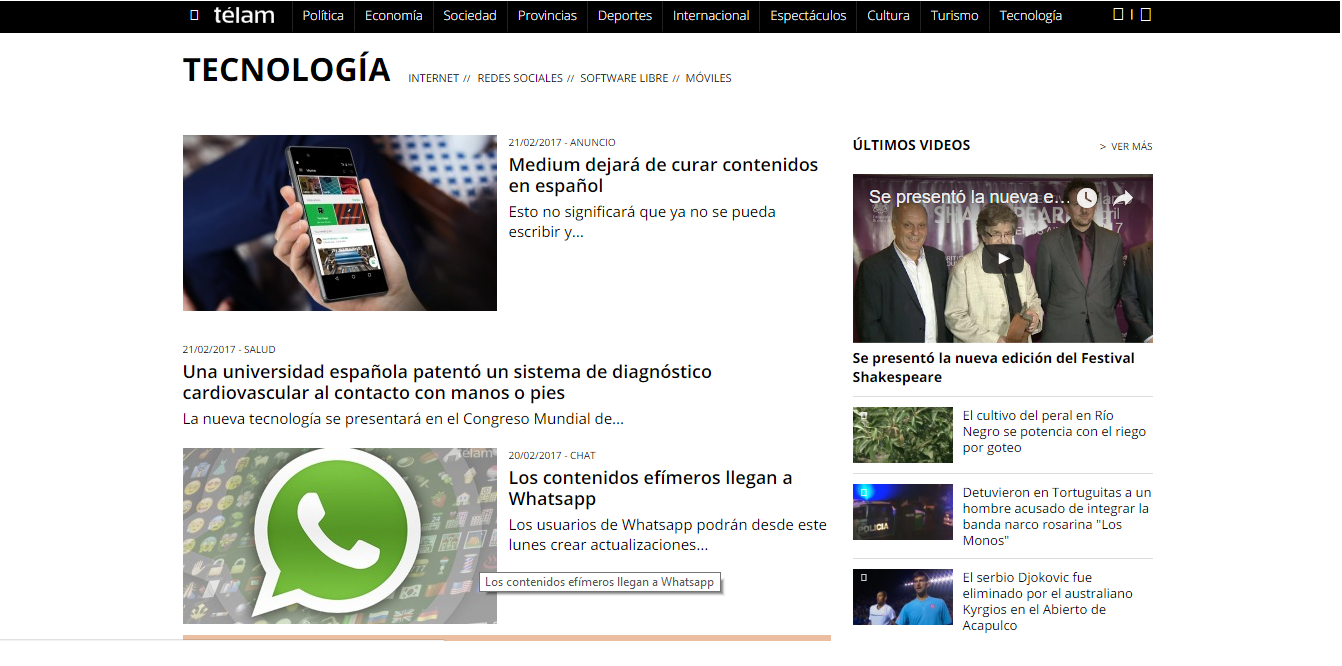 télam Política Economía Sociedad Provincias Deportes Internacional Espectáculos Cultura Turismo Tecnología
TECNOLOGÍA
INTERNET // REDES SOCIALES // SOFTWARE LIBRE // MÓVILES
21/02/2017 - ANUNCIO
Medium dejará de curar contenidos
en español
Esto no significará que ya no se pueda
escribir y...
21/02/2017 - SALUD
Una universidad española patentó un sistema de diagnóstico
cardiovascular al contacto con manos o pies
La nueva tecnología se presentará en el Congreso Mundial de...
télam
20/02/2017 - CHAT
Los contenidos efímeros llegan a
Whatsapp
Los usuarios de Whatsapp podrán desde este
lunes crear actualizaciones...
Los contenidos efímeros llegan a Whatsapp
ÚLTIMOS VIDEOS
> VER MÁS
Se presentó la nueva e...
SHAKESPEARE
Se presentó la nueva edición del Festival
Shakespeare
El cultivo del peral en Río
Negro se potencia con el riego
por goteo
POLICIA
Detuvieron en Tortuguitas a un
hombre acusado de integrar la
banda narco rosarina "Los
Monos"
El serbio Djokovic fue
eliminado por el australiano
Kyrgios en el Abierto de
Acapulco